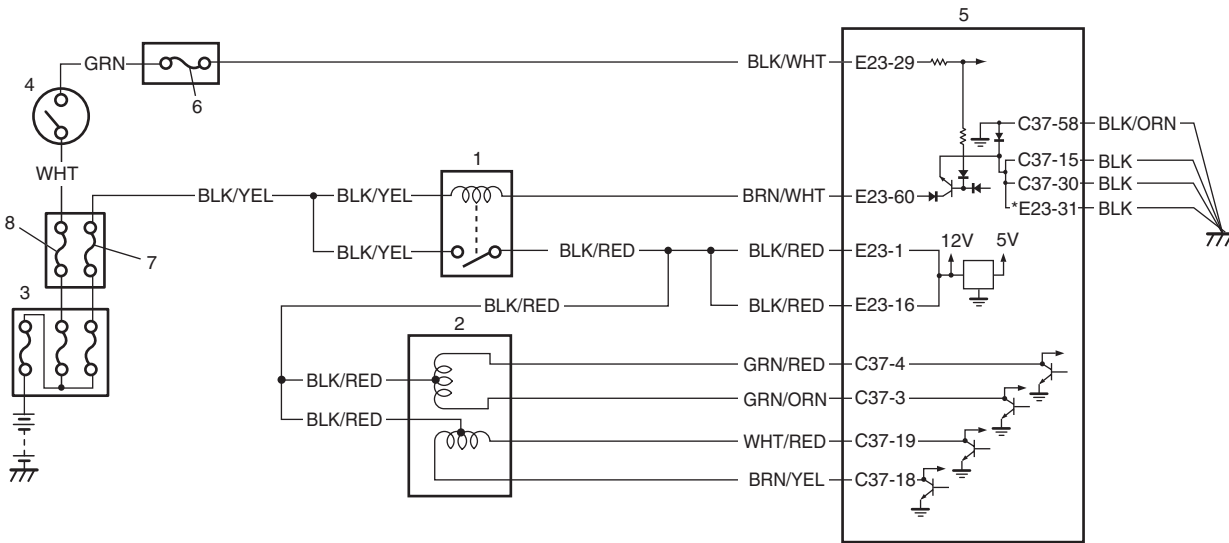 5
GRN
BLK/WHT
E23-29
4
6
C37-58
BLK/ORN
WHT
1
C37-15
BLK
BLK/YEL
BLK/YEL
BRN/WHT
E23-60
C37-30
BLK
*E23-31
BLK
8
7
BLK/YEL
BLK/RED
BLK/RED
E23-1
12V
5V
3
BLK/RED
BLK/RED
E23-16
2
GRN/RED
C37-4
BLK/RED
GRN/ORN
C37-3
BLK/RED
WHT/RED
C37-19
BRN/YEL
C37-18